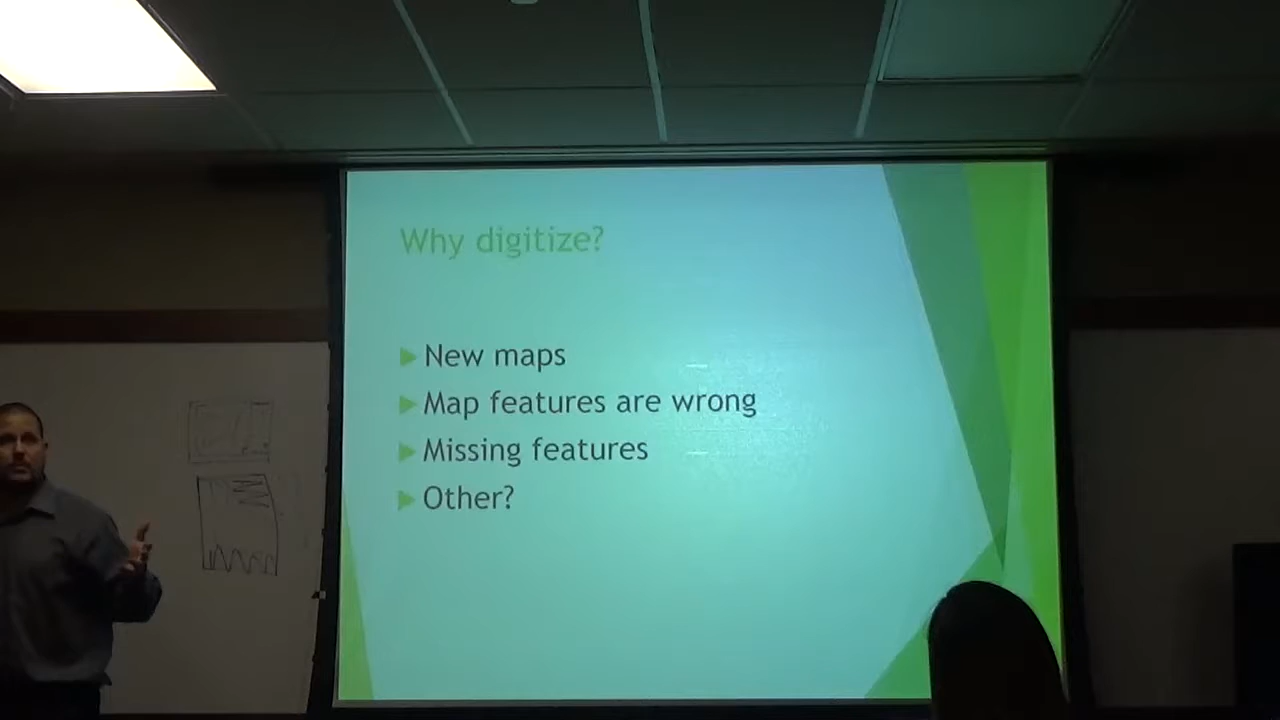 Why digitize?
New maps
Map features are wrong
Missing features
Other?